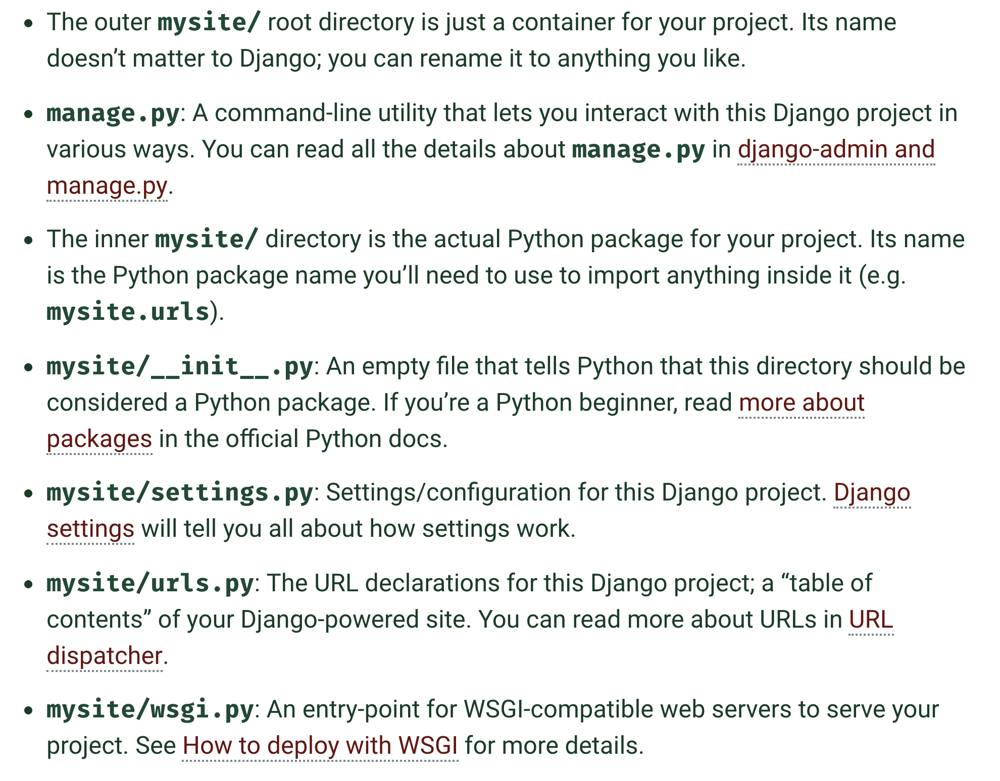 • The outer mysite/ root directory is just a container for your project. Its name
doesn’t matter to Django; you can rename it to anything you like.
• manage.py: A command-line utility that lets you interact with this Django project in
various ways. You can read all the details about manage.py in django-admin and
manage.py.
• The inner mysite/ directory is the actual Python package for your project. Its name
is the Python package name you’ll need to use to import anything inside it (e.g.
mysite.urls).
• mysite/__init__.py: An empty file that tells Python that this directory should be
considered a Python package. If you’re a Python beginner, read more about
packages in the official Python docs.
• mysite/settings.py: Settings/configuration for this Django project. Django
settings will tell you all about how settings work.
• mysite/urls.py: The URL declarations for this Django project; a “table of
contents” of your Django-powered site. You can read more about URLs in URL
dispatcher.
• mysite/wsgi.py: An entry-point for WSGI-compatible web servers to serve your
project. See How to deploy with WSGI for more details.